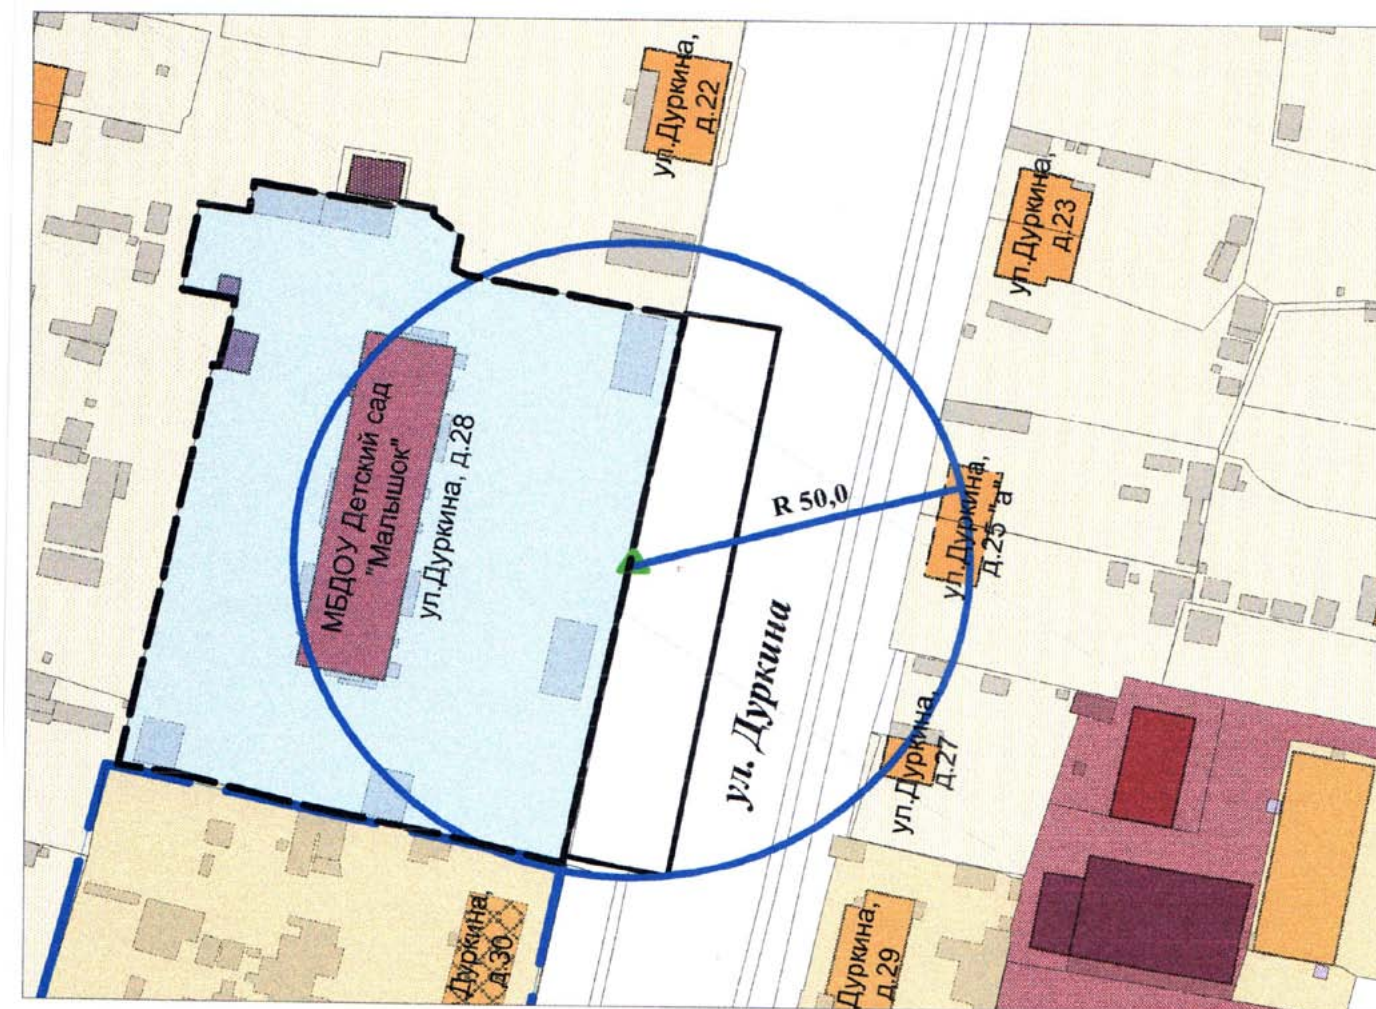 ул.Дуркина,
д.22
ул.Дуркина,
д.23
МБДОУ Детский сад
"Малышок"
ул.Дуркина, д.28
R 50,0
ул.Дуркина,
д.25 "а"
ул. Дуркина
ул.Дуркина,
д.27
Дуркина,
д.30
Дуркина,
д.29